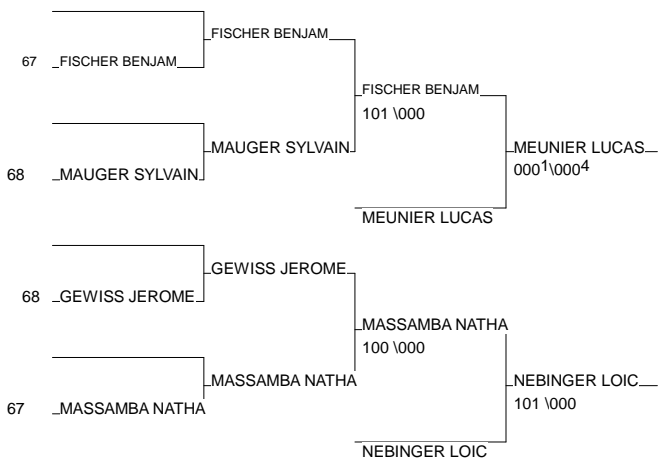 FISCHER BENJAM
67 FISCHER BENJAM
FISCHER BENJAM
101 \000
MAUGER SYLVAIN
MEUNIER LUCAS
68 MAUGER SYLVAIN
000¹\000⁴
MEUNIER LUCAS
GEWISS JEROME
68 GEWISS JEROME
MASSAMBA NATHA
100 \000
MASSAMBA NATHA
NEBINGER LOIC
67 MASSAMBA NATHA
101 \000
NEBINGER LOIC